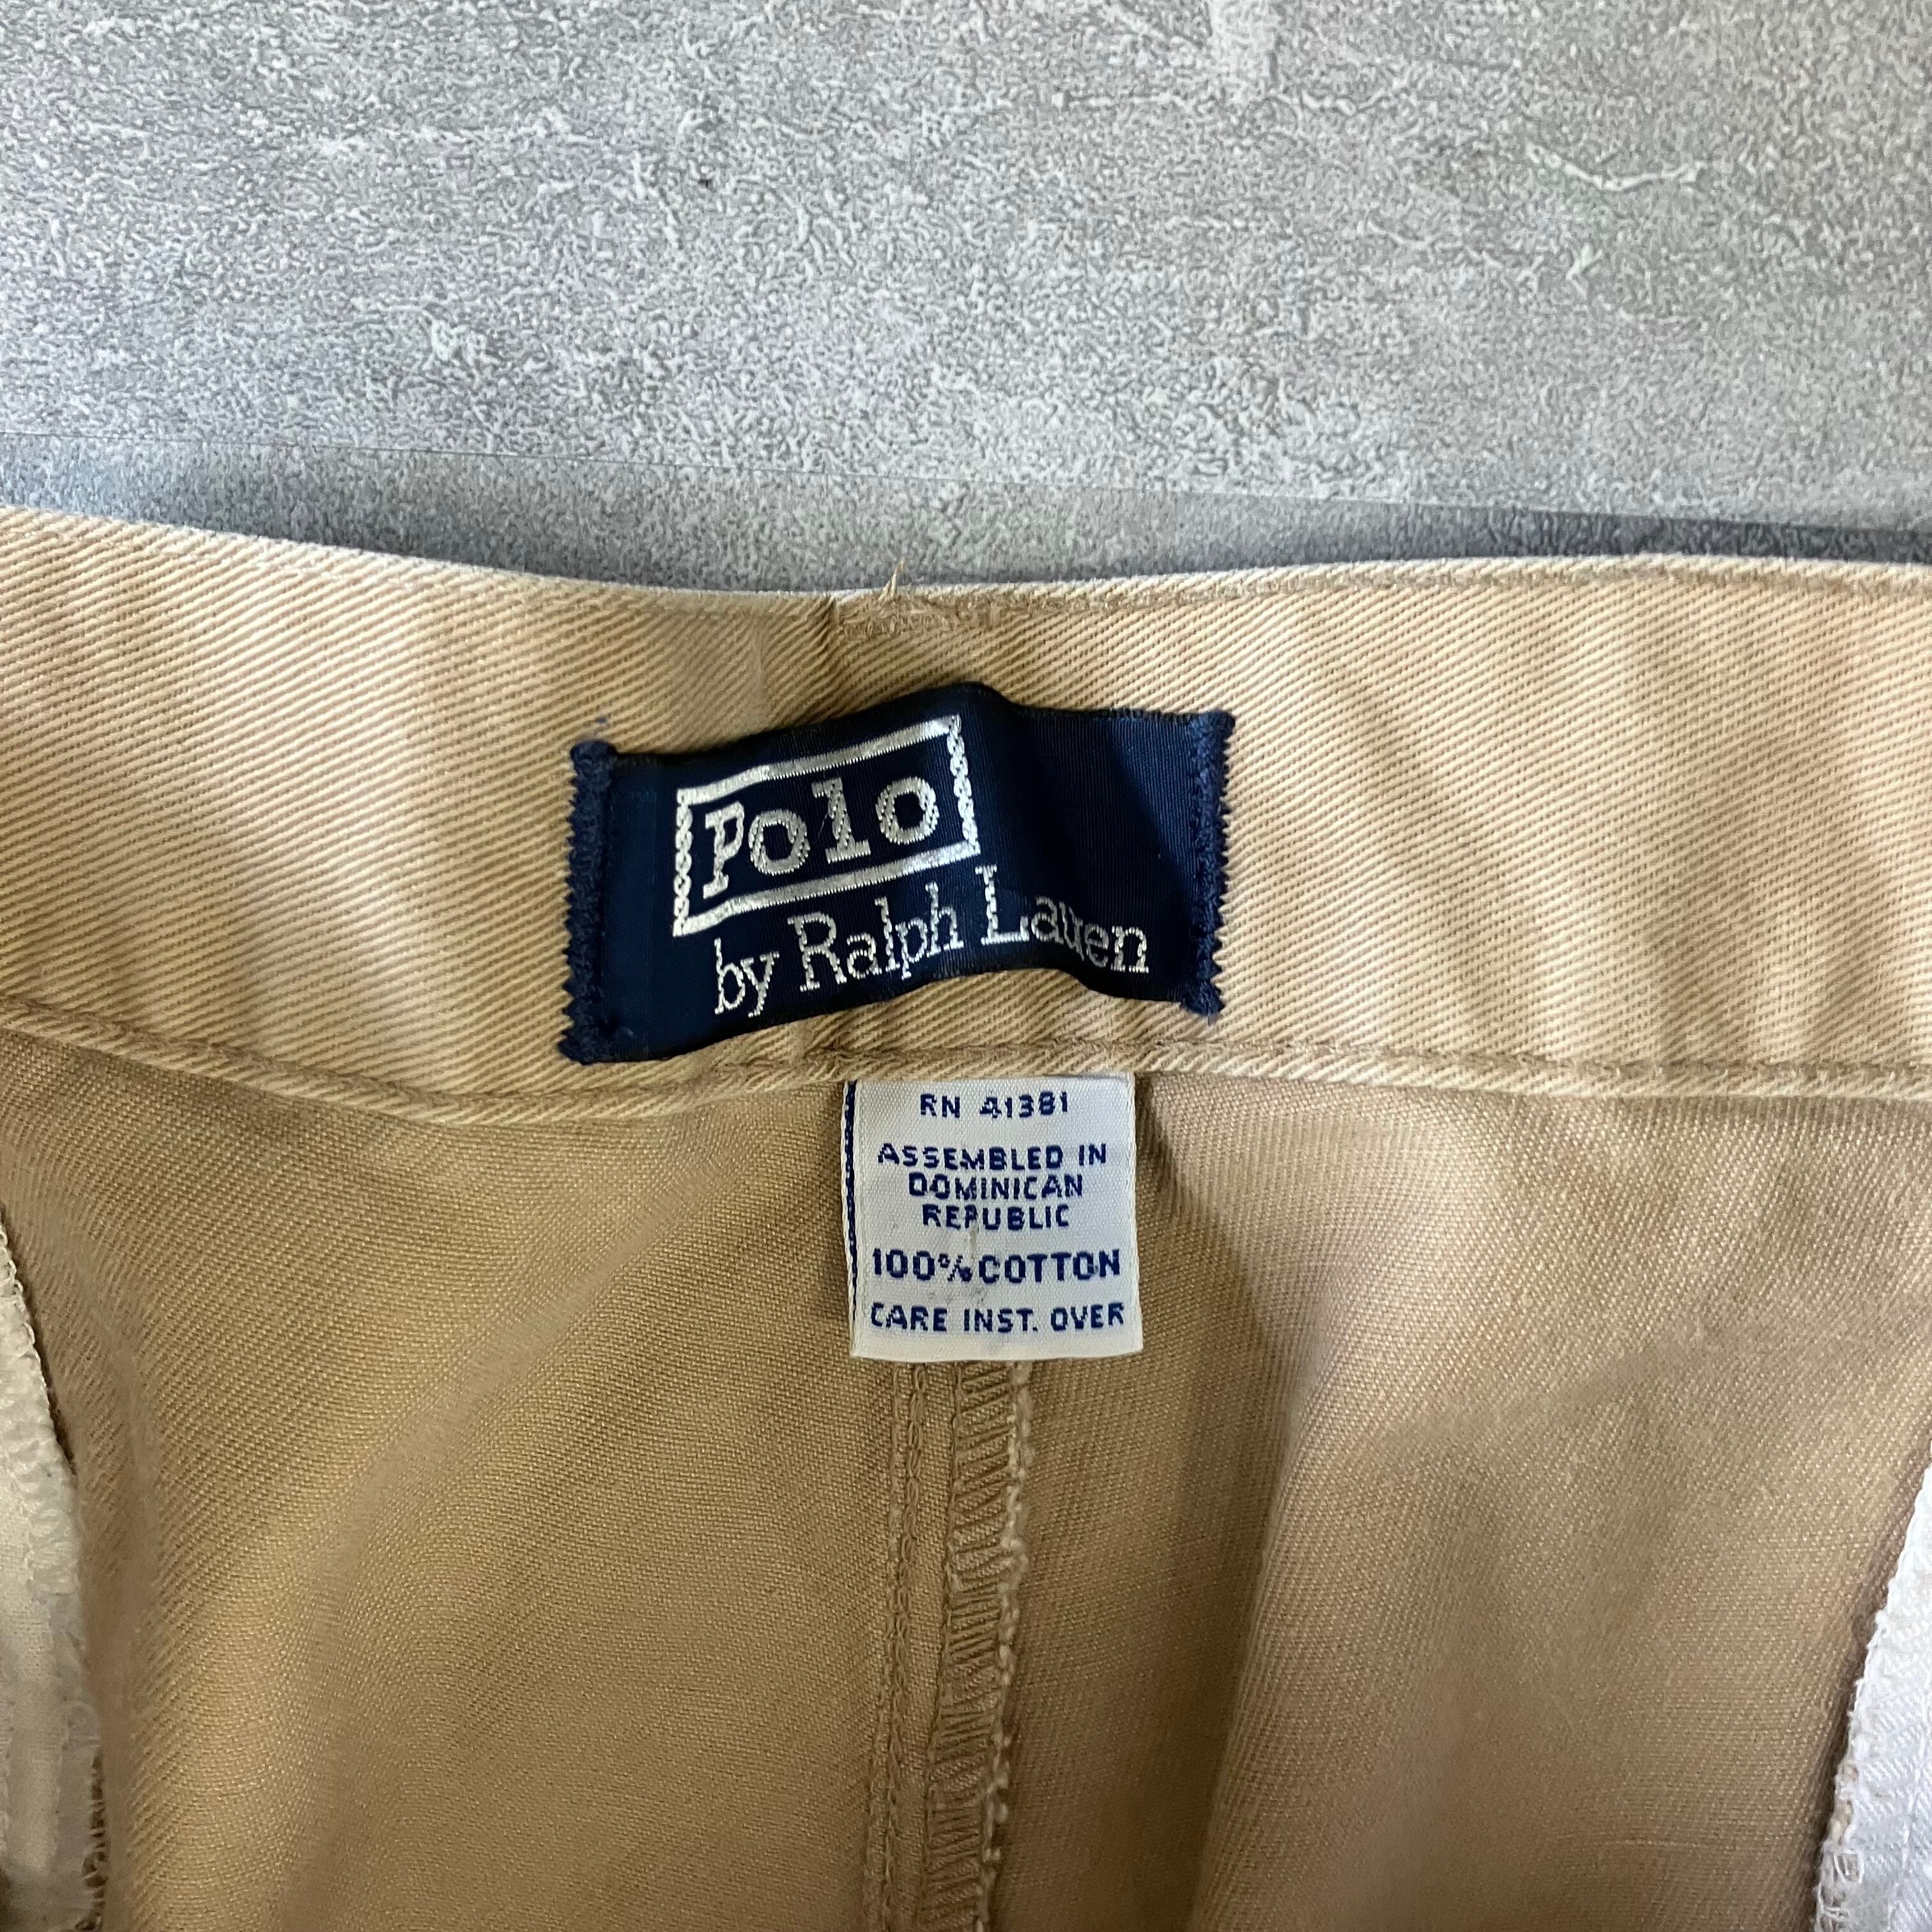 Polo
by Ralph Lauren
RN 41381
ASSEMBLED IN
DOMINICAN
REPUBLIC
100% COTTON
CARE INST. OVER